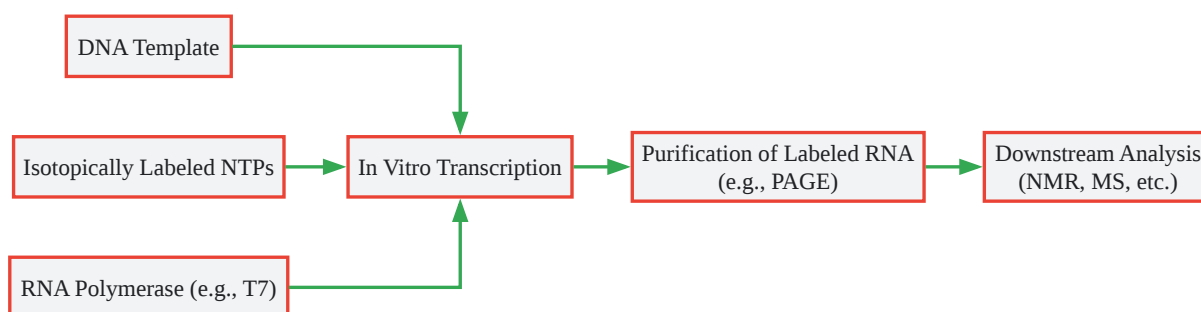 DNA Template
Isotopically Labeled NTPs
In Vitro Transcription
Purification of Labeled RNA
(e.g., PAGE)
Downstream Analysis
(NMR, MS, etc.)
RNA Polymerase (e.g., T7)